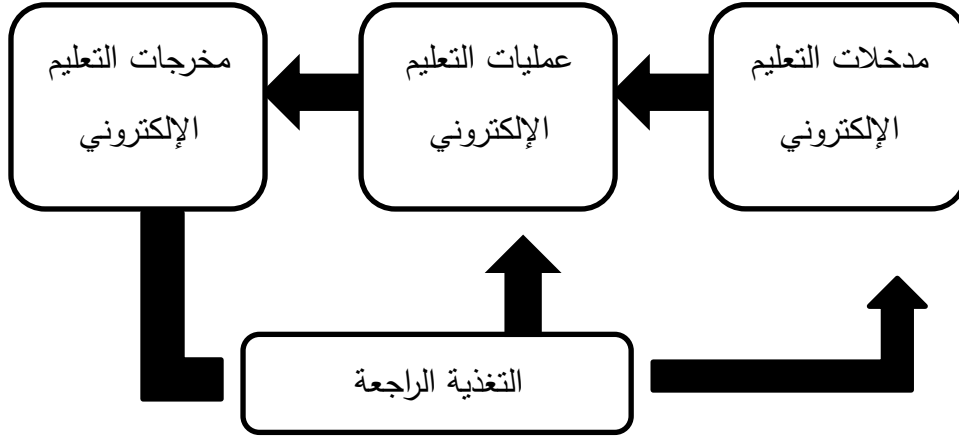 مدخلات التعليم
الإلكتروني
عمليات التعليم
الإلكتروني
مخرجات التعليم
الإلكتروني
التغذية الراجعة